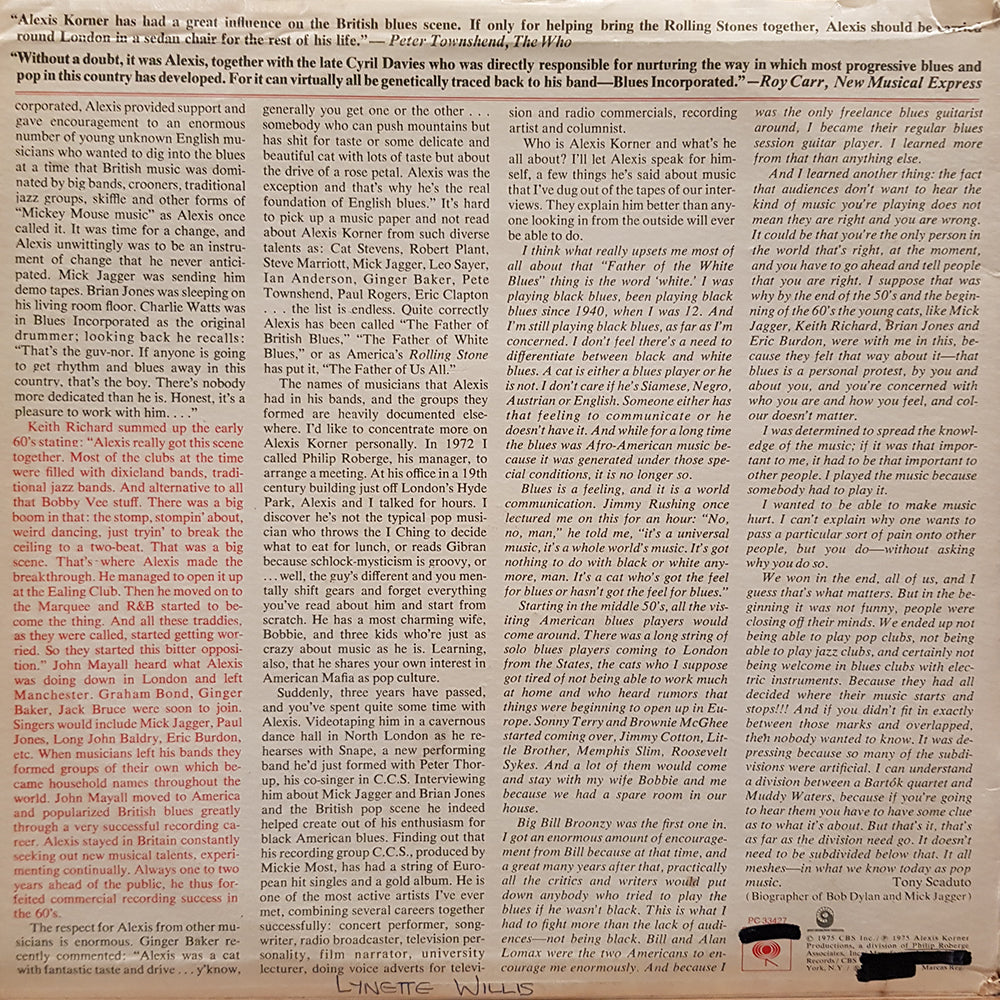 “Alexis Korner has had a great influence on the British blues scene. If only for helping bring the Rolling Stones together, Alexis should be
round London in a sedan chair for the rest of his life.”— Peter Townshend, The Who
“Without a doubt, it was Alexis, together with the late Cyril Davies who was directly responsible for nurturing the way in which most progressive blues and
pop in this country has developed. For it can virtually all be genetically traced back to his band—Blues Incorporated.”—Roy Carr, New Musical Express
corporated, Alexis provided support and
gave encouragement to an enormous
number of young unknown English mu-
sicians who wanted to dig into the blues
at a time that British music was domi-
nated by big bands, crooners, traditional
jazz groups, skiffle and other forms of
“Mickey Mouse music” as Alexis once
called it. It was time for a change, and
Alexis unwittingly was to be an instru-
ment of change that he never antici-
pated. Mick Jagger was sending him
demo tapes. Brian Jones was sleeping on
his living room floor. Charlie Watts was
in Blues Incorporated as the original
drummer; looking back he recalls:
“That’s the guv-nor. If anyone is going
to get rhythm and blues away in this
country, that’s the boy. There’s nobody
more dedicated than he is. Honest, it’s a
pleasure to work with him. . . .”
Keith Richard summed up the early
60’s stating: “Alexis really got this scene
together. Most of the clubs at the time
were filled with dixieland bands, tradi-
tional jazz bands. And alternative to all
that Bobby Vee stuff. There was a big
boom in that: the stomp, stompin’ about,
weird dancing, just tryin’ to break the
ceiling to a two-beat. That was a big
scene. That’s where Alexis made the
breakthrough. He managed to open it up
at the Ealing Club. Then he moved on to
the Marquee and R&B started to be-
come the thing. And all these traddies,
as they were called, started getting wor-
ried. So they started this bitter opposi-
tion.” John Mayall heard what Alexis
was doing down in London and left
Manchester. Graham Bond, Ginger
Baker, Jack Bruce were soon to join.
Singers would include Mick Jagger, Paul
Jones, Long John Baldry, Eric Burdon,
etc. When musicians left his bands they
formed groups of their own which be-
came household names throughout the
world. John Mayall moved to America
and popularized British blues greatly
through a very successful recording ca-
reer. Alexis stayed in Britain constantly
seeking out new musical talents, experi-
menting continually. Always one to two
years ahead of the public, he thus for-
feited commercial recording success in
the 60’s.
The respect for Alexis from other mu-
sicians is enormous. Ginger Baker re-
cently commented: “Alexis was a cat
with fantastic taste and drive . . . y’know,
generally you get one or the other . . .
somebody who can push mountains but
has shit for taste or some delicate and
beautiful cat with lots of taste but about
the drive of a rose petal. Alexis was the
exception and that’s why he’s the real
foundation of English blues.” It’s hard
to pick up a music paper and not read
about Alexis Korner from such diverse
talents as: Cat Stevens, Robert Plant,
Steve Marriott, Mick Jagger, Leo Sayer,
Ian Anderson, Ginger Baker, Pete
Townshend, Paul Rogers, Eric Clapton
. . . the list is endless. Quite correctly
Alexis has been called “The Father of
British Blues,” “The Father of White
Blues,” or as America’s Rolling Stone
has put it, “The Father of Us All.”
The names of musicians that Alexis
had in his bands, and the groups they
formed are heavily documented else-
where. I’d like to concentrate more on
Alexis Korner personally. In 1972 I
called Philip Roberge, his manager, to
arrange a meeting. At his office in a 19th
century building just off London’s Hyde
Park, Alexis and I talked for hours. I
discover he’s not the typical pop musi-
cian who throws the I Ching to decide
what to eat for lunch, or reads Gibran
because schlock-mysticism is groovy, or
. . . well, the guy’s different and you men-
tally shift gears and forget everything
you’ve read about him and start from
scratch. He has a most charming wife,
Bobbie, and three kids who’re just as
crazy about music as he is. Learning,
also, that he shares your own interest in
American Mafia as pop culture.
Suddenly, three years have passed,
and you’ve spent quite some time with
Alexis. Videotaping him in a cavernous
dance hall in North London as he re-
hearses with Snape, a new performing
band he’d just formed with Peter Thor-
up, his co-singer in C.C.S. Interviewing
him about Mick Jagger and Brian Jones
and the British pop scene he indeed
helped create out of his enthusiasm for
black American blues. Finding out that
his recording group C.C.S., produced by
Mickie Most, has had a string of Euro-
pean hit singles and a gold album. He is
one of the most active artists I’ve ever
met, combining several careers together
successfully: concert performer, song-
writer, radio broadcaster, television per-
sonality, film narrator, university
lecturer, doing voice adverts for televi-
sion and radio commercials, recording
artist and columnist.
Who is Alexis Korner and what’s he
all about? I’ll let Alexis speak for him-
self, a few things he’s said about music
that I’ve dug out of the tapes of our inter-
views. They explain him better than any-
one looking in from the outside will ever
be able to do.
I think what really upsets me most of
all about that “Father of the White
Blues” thing is the word ‘white.’ I was
playing black blues, been playing black
blues since 1940, when I was 12. And
I’m still playing black blues, as far as I’m
concerned. I don’t feel there’s a need to
differentiate between black and white
blues. A cat is either a blues player or he
is not. I don’t care if he’s Siamese, Negro,
Austrian or English. Someone either has
that feeling to communicate or he
doesn’t have it. And while for a long time
the blues was Afro-American music be-
cause it was generated under those spe-
cial conditions, it is no longer so.
Blues is a feeling, and it is a world
communication. Jimmy Rushing once
lectured me on this for an hour: “No,
no, man,” he told me, “it’s a universal
music, it’s a whole world’s music. It’s got
nothing to do with black or white any-
more, man. It’s a cat who’s got the feel
for blues or hasn’t got the feel for blues.”
Starting in the middle 50’s, all the vis-
iting American blues players would
come around. There was a long string of
solo blues players coming to London
from the States, the cats who I suppose
got tired of not being able to work much
at home and who heard rumors that
things were beginning to open up in Eu-
rope. Sonny Terry and Brownie McGhee
started coming over, Jimmy Cotton, Lit-
tle Brother, Memphis Slim, Roosevelt
Sykes. And a lot of them would come
and stay with my wife Bobbie and me
because we had a spare room in our
house.
Big Bill Broonzy was the first one in.
I got an enormous amount of encourage-
ment from Bill because at that time, and
a great many years after that, practically
all the critics and writers would put
down anybody who tried to play the
blues if he wasn’t black. This is what I
had to fight more than the lack of audi-
ences—not being black. Bill and Alan
Lomax were the two Americans to en-
courage me enormously. And because I
was the only freelance blues guitarist
around, I became their regular blues
session guitar player. I learned more
from that than anything else.
And I learned another thing: the fact
that audiences don’t want to hear the
kind of music you’re playing does not
mean they are right and you are wrong.
It could be that you’re the only person in
the world that’s right, at the moment,
and you have to go ahead and tell people
that you are right. I suppose that was
why by the end of the 50’s and the begin-
ning of the 60’s the young cats, like Mick
Jagger, Keith Richard, Brian Jones and
Eric Burdon, were with me in this, be-
cause they felt that way about it—that
blues is a personal protest, by you and
about you, and you’re concerned with
who you are and how you feel, and col-
our doesn’t matter.
I was determined to spread the knowl-
edge of the music; if it was that impor-
tant to me, it had to be that important to
other people. I played the music because
somebody had to play it.
I wanted to be able to make music
hurt. I can’t explain why one wants to
pass a particular sort of pain onto other
people, but you do—without asking
why you do so.
We won in the end, all of us, and I
guess that’s what matters. But in the be-
ginning it was not funny, people were
closing off their minds. We ended up not
being able to play pop clubs, not being
able to play jazz clubs, and certainly not
being welcome in blues clubs with elec-
tric instruments. Because they had all
decided where their music starts and
stops!!! And if you didn’t fit in exactly
between those marks and overlapped,
then nobody wanted to know. It was de-
pressing because so many of the subdi-
visions were artificial. I can understand
a division between a Bartók quartet and
Muddy Waters, because if you’re going
to hear them you have to have some clue
as to what it’s about. But that’s it, that’s
as far as the division need go. It doesn’t
need to be subdivided below that. It all
meshes—in what we know today as pop
music. Tony Scaduto
(Biographer of Bob Dylan and Mick Jagger)
PC 33427
© 1975 CBS Inc./℗ 1975 Alexis Korner
Productions, a division of Philip Roberge
Associates, Inc.
Records/CBS
York, N.Y. Marcas Reg.
LYNETTE WILLIS